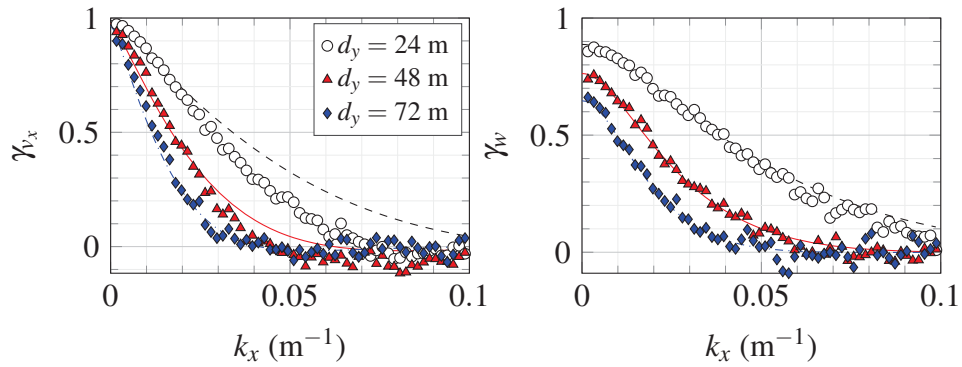 1
0.5
0
γ_{v_x}
d_y = 24 m
d_y = 48 m
d_y = 72 m
0
0.05
0.1
k_x (m⁻¹)
1
0.5
0
γ_w
0
0.05
0.1
k_x (m⁻¹)